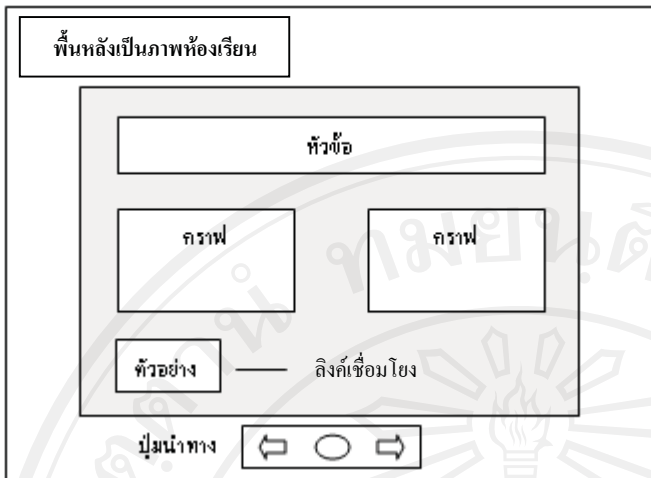 พื้นหลังเป็นภาพห้องเรียน
หัวข้อ
กราฟ
กราฟ
ตัวอย่าง
ลิงค์เชื่อมโยง
ปุ่มนำทาง